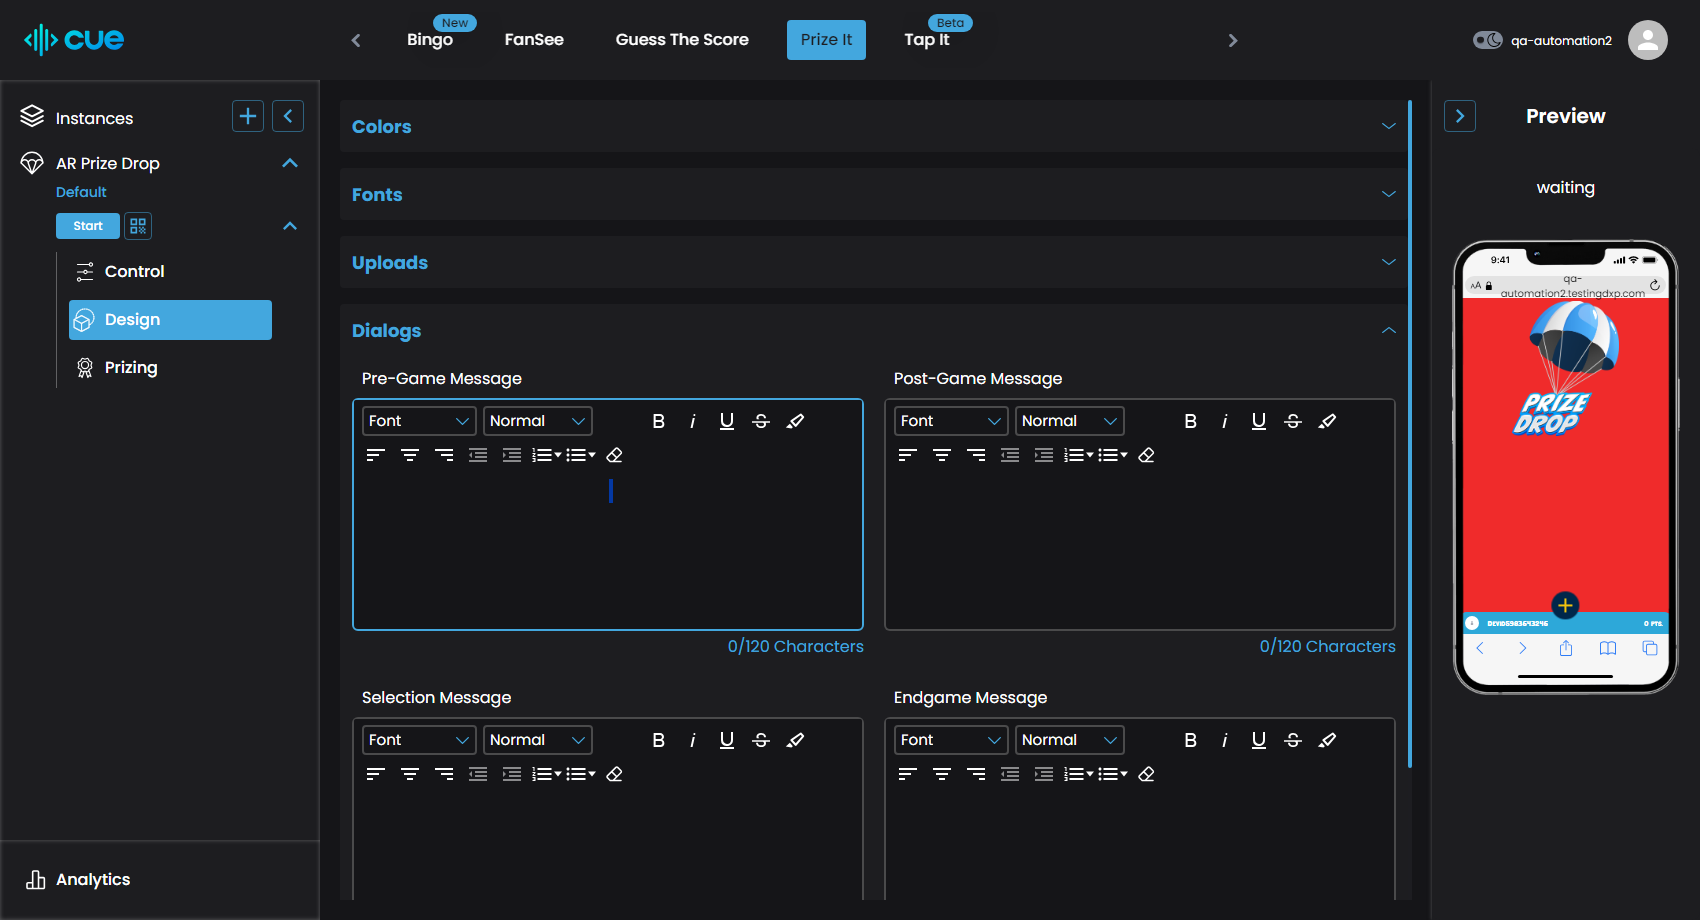 cue
Bingo
New
FanSee
Guess The Score
Prize It
Tap It
Beta
qa-automation2
Instances
AR Prize Drop
Default
Start
Control
Design
Prizing
Analytics
Colors
Fonts
Uploads
Dialogs
Pre-Game Message
Font
Normal
B i U S
0/120 Characters
Post-Game Message
Font
Normal
B i U S
0/120 Characters
Selection Message
Font
Normal
B i U S
Endgame Message
Font
Normal
B i U S
Preview
waiting
9:41
AA
qa-
automation2.testingdxp.com
PRIZE
DROP
0 PTS.